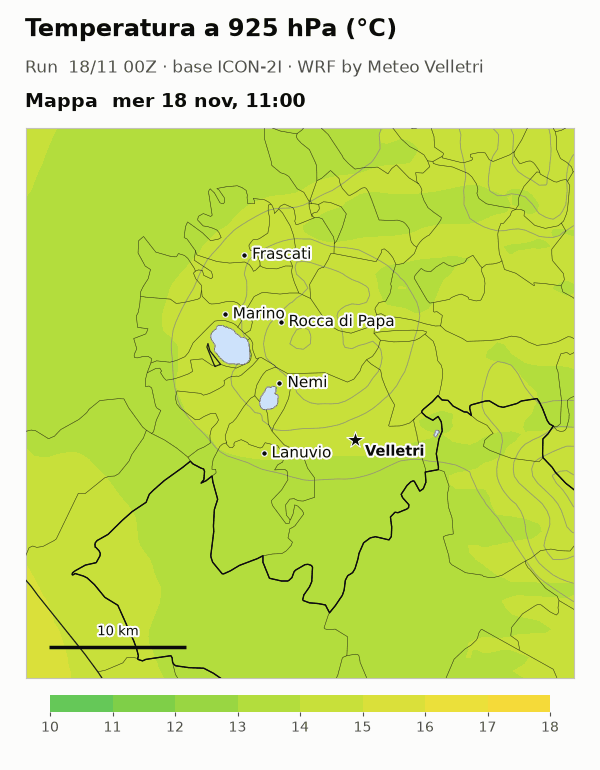 Temperatura a 925 hPa (°C)
Run  18/11 00Z · base ICON-2I · WRF by Meteo Velletri
Mappa  mer 18 nov, 11:00
Frascati
Marino
Rocca di Papa
Nemi
Velletri
Lanuvio
10 km
10 11 12 13 14 15 16 17 18